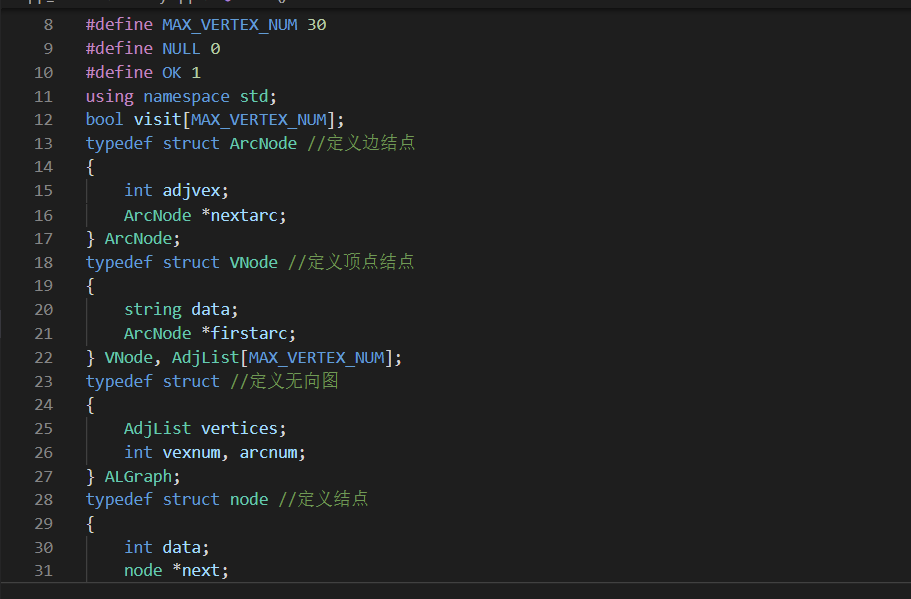 8 #define MAX_VERTEX_NUM 30
9 #define NULL 0
10 #define OK 1
11 using namespace std;
12 bool visit[MAX_VERTEX_NUM];
13 typedef struct ArcNode //定义边结点
14 {
15 int adjvex;
16 ArcNode *nextarc;
17 } ArcNode;
18 typedef struct VNode //定义顶点结点
19 {
20 string data;
21 ArcNode *firstarc;
22 } VNode, AdjList[MAX_VERTEX_NUM];
23 typedef struct //定义无向图
24 {
25 AdjList vertices;
26 int vexnum, arcnum;
27 } ALGraph;
28 typedef struct node //定义结点
29 {
30 int data;
31 node *next;